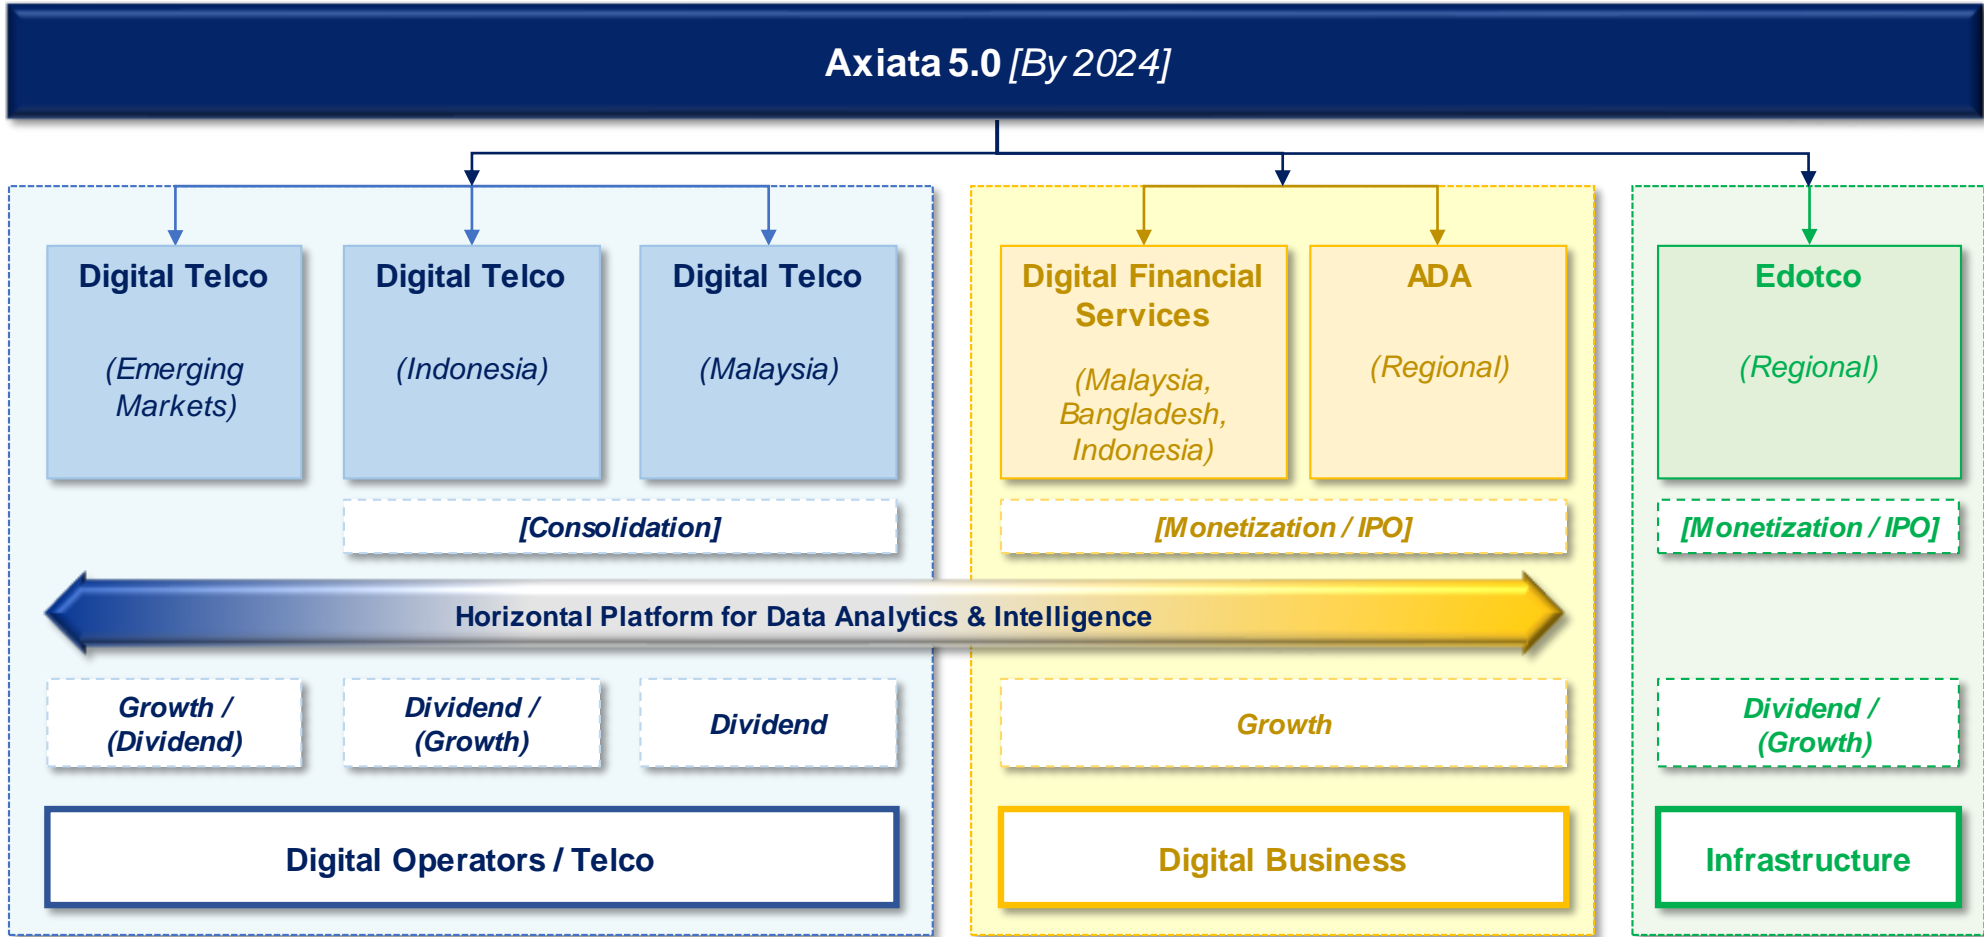 Axiata 5.0 [By 2024]
Digital Telco
(Emerging
Markets)
Digital Telco
(Indonesia)
Digital Telco
(Malaysia)
Digital Financial
Services
(Malaysia,
Bangladesh,
Indonesia)
ADA
(Regional)
Edotco
(Regional)
[Consolidation]
[Monetization / IPO]
[Monetization / IPO]
Horizontal Platform for Data Analytics & Intelligence
Growth /
(Dividend)
Dividend /
(Growth)
Dividend
Growth
Dividend /
(Growth)
Digital Operators / Telco
Digital Business
Infrastructure